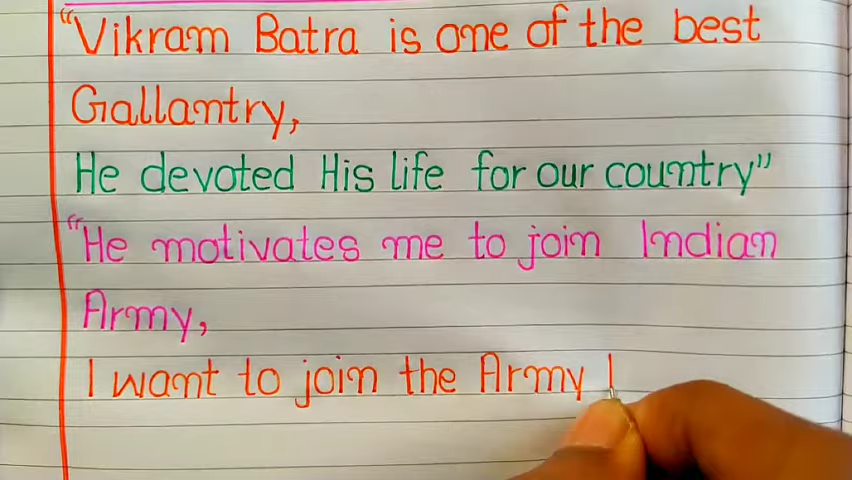 "Vikram Batra is one of the best
Gallantry,
He devoted His life for our country"
"He motivates me to join Indian
Army,
I want to join the Army